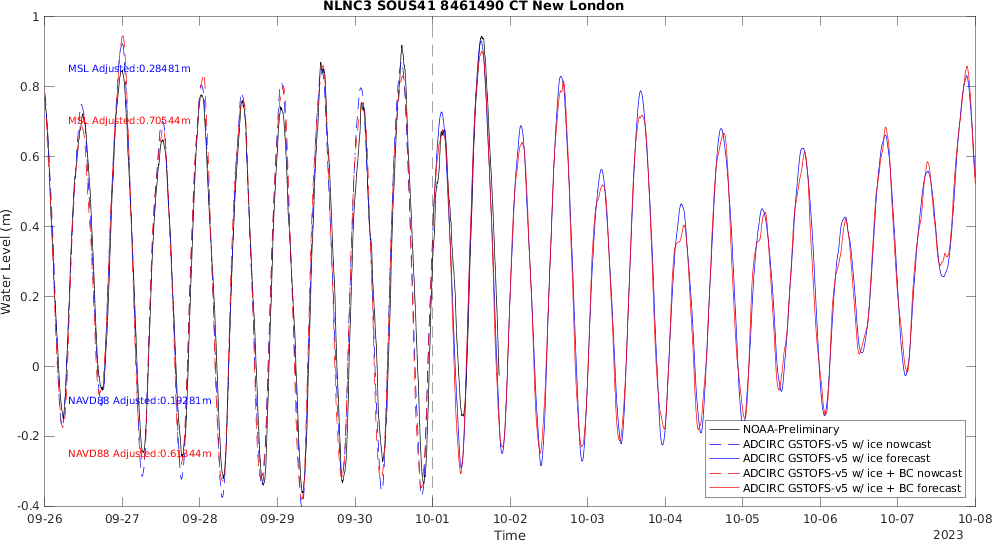 NLNC3 SOUS41 8461490 CT New London
1
0.8
0.6
0.4
0.2
0
-0.2
-0.4
Water Level (m)
MSL Adjusted:0.28481m
MSL Adjusted:0.70544m
NAVD88 Adjusted:0.19281m
NAVD88 Adjusted:0.61344m
NOAA-Preliminary
ADCIRC GSTOFS-v5 w/ ice nowcast
ADCIRC GSTOFS-v5 w/ ice forecast
ADCIRC GSTOFS-v5 w/ ice + BC nowcast
ADCIRC GSTOFS-v5 w/ ice + BC forecast
09-26 09-27 09-28 09-29 09-30 10-01 10-02 10-03 10-04 10-05 10-06 10-07 10-08
Time
2023